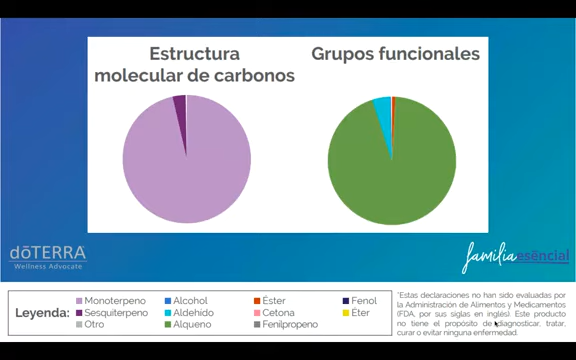 Estructura
molecular de carbonos
Grupos funcionales
dōTERRA
Wellness Advocate
familia esëncial
Leyenda:
Monoterpeno
Alcohol
Éster
Fenol
Sesquiterpeno
Aldehído
Cetona
Éter
Otro
Alqueno
Fenilpropeno
*Estas declaraciones no han sido evaluadas por
la Administración de Alimentos y Medicamentos
(FDA, por sus siglas en inglés). Este producto
no tiene el propósito de diagnosticar, tratar,
curar o evitar ninguna enfermedad.